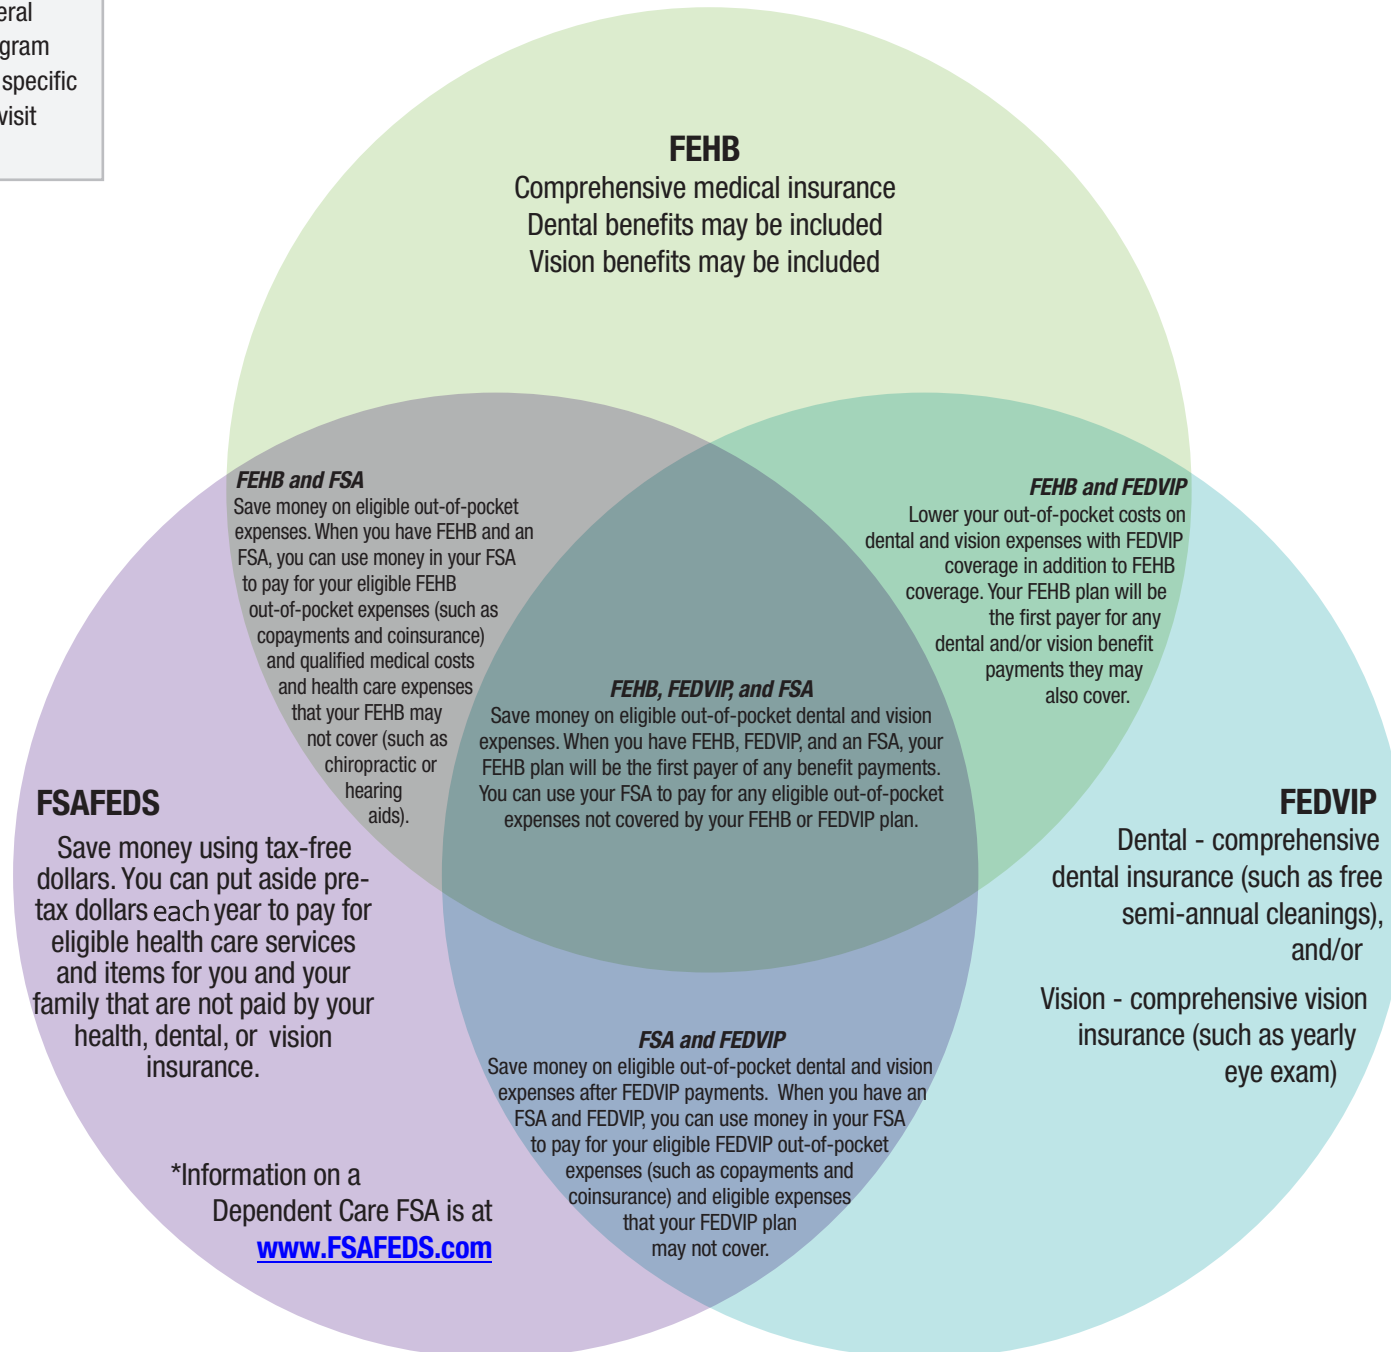 eral
gram
specific
visit
FEHB
Comprehensive medical insurance
Dental benefits may be included
Vision benefits may be included
FEHB and FSA
Save money on eligible out-of-pocket
expenses. When you have FEHB and an
FSA, you can use money in your FSA
to pay for your eligible FEHB
out-of-pocket expenses (such as
copayments and coinsurance)
and qualified medical costs
and health care expenses
that your FEHB may
not cover (such as
chiropractic or
hearing
aids).
FEHB and FEDVIP
Lower your out-of-pocket costs on
dental and vision expenses with FEDVIP
coverage in addition to FEHB
coverage. Your FEHB plan will be
the first payer for any
dental and/or vision benefit
payments they may
also cover.
FEHB, FEDVIP, and FSA
Save money on eligible out-of-pocket dental and vision
expenses. When you have FEHB, FEDVIP, and an FSA, your
FEHB plan will be the first payer of any benefit payments.
You can use your FSA to pay for any eligible out-of-pocket
expenses not covered by your FEHB or FEDVIP plan.
FSAFEDS
Save money using tax-free
dollars. You can put aside pre-
tax dollars each year to pay for
eligible health care services
and items for you and your
family that are not paid by your
health, dental, or vision
insurance.
*Information on a
Dependent Care FSA is at
www.FSAFEDS.com
FEDVIP
Dental - comprehensive
dental insurance (such as free
semi-annual cleanings),
and/or
Vision - comprehensive vision
insurance (such as yearly
eye exam)
FSA and FEDVIP
Save money on eligible out-of-pocket dental and vision
expenses after FEDVIP payments. When you have an
FSA and FEDVIP, you can use money in your FSA
to pay for your eligible FEDVIP out-of-pocket
expenses (such as copayments and
coinsurance) and eligible expenses
that your FEDVIP plan
may not cover.